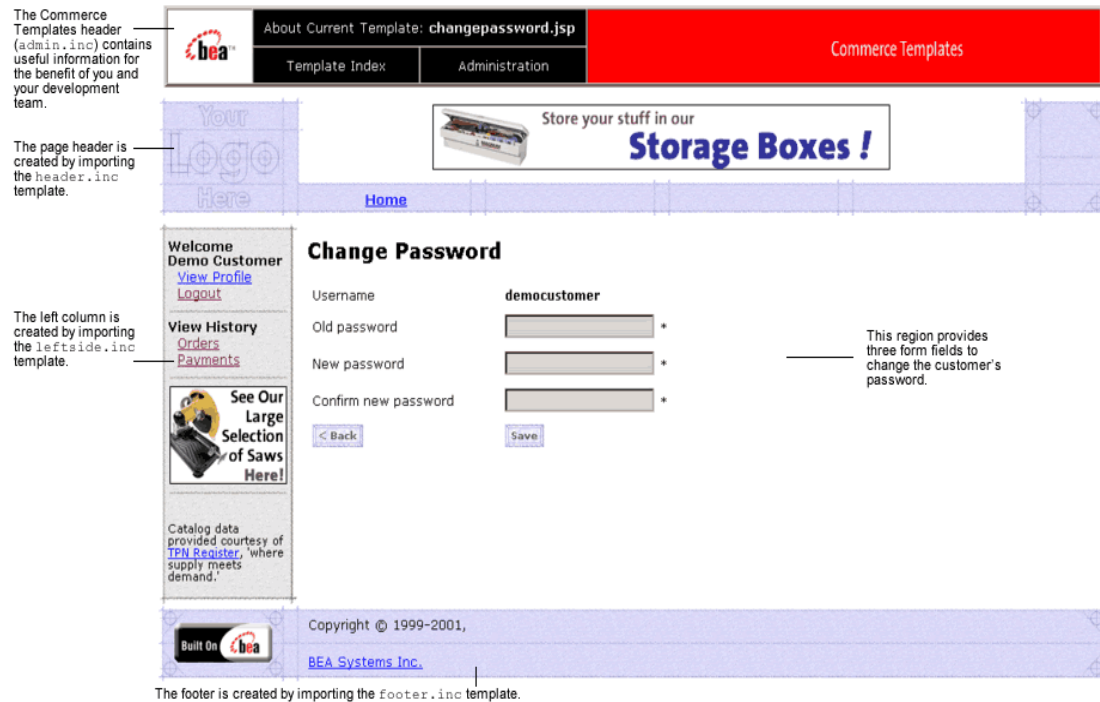 The Commerce
Templates header
(admin.inc) contains
useful information for
the benefit of you and
your development
team.
bea™
About Current Template: changepassword.jsp
Template Index
Administration
Commerce Templates
The page header is
created by importing
the header.inc
template.
Your
Logo
Here
Store your stuff in our
Storage Boxes !
Home
Welcome
Demo Customer
View Profile
Logout
View History
Orders
Payments
The left column is
created by importing
the leftside.inc
template.
See Our
Large
Selection
of Saws
Here!
Catalog data
provided courtesy of
TPN Register, 'where
supply meets
demand.'
Change Password
Username democustomer
Old password *
New password *
Confirm new password *
< Back
Save
This region provides
three form fields to
change the customer's
password.
Built On bea
Copyright © 1999-2001,
BEA Systems Inc.
The footer is created by importing the footer.inc template.